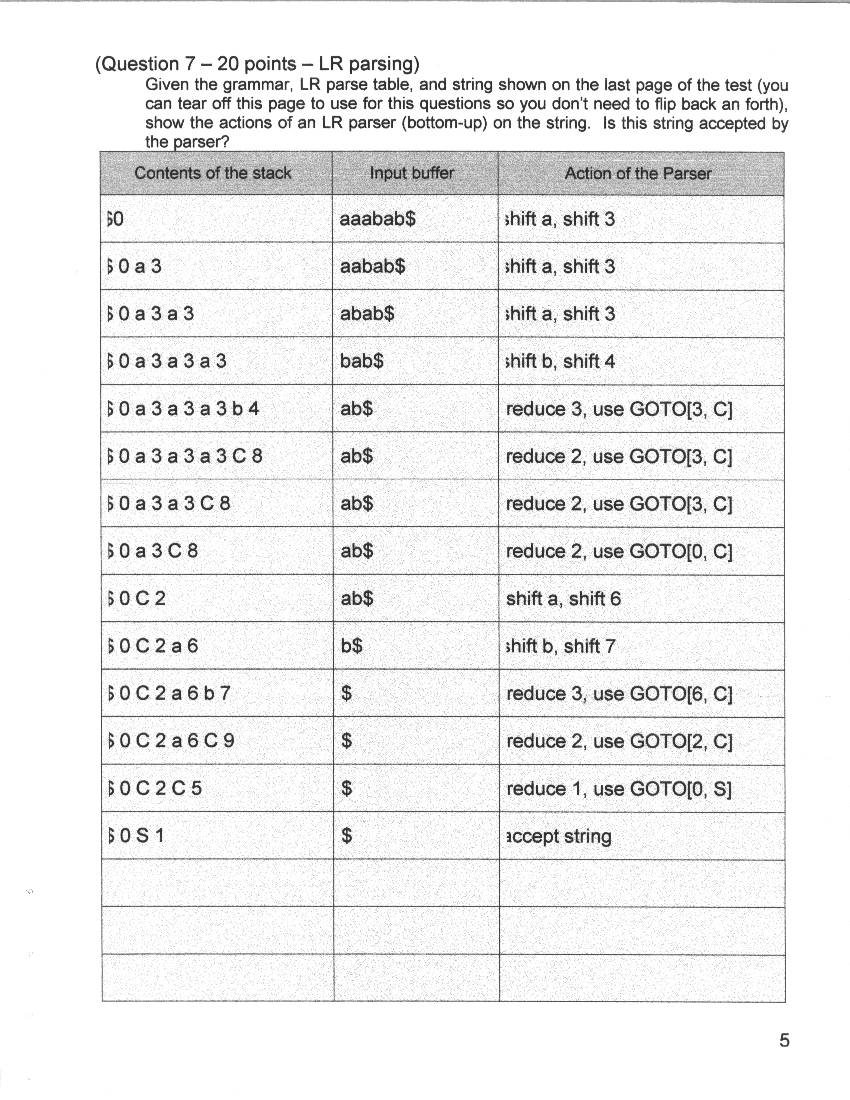 (Question 7 – 20 points – LR parsing)
Given the grammar, LR parse table, and string shown on the last page of the test (you
can tear off this page to use for this questions so you don't need to flip back an forth),
show the actions of an LR parser (bottom-up) on the string.  Is this string accepted by
the parser?
Contents of the stack Input buffer Action of the Parser
$0 aaabab$ shift a, shift 3
$ 0 a 3 aabab$ shift a, shift 3
$ 0 a 3 a 3 abab$ shift a, shift 3
$ 0 a 3 a 3 a 3 bab$ shift b, shift 4
$ 0 a 3 a 3 a 3 b 4 ab$ reduce 3, use GOTO[3, C]
$ 0 a 3 a 3 a 3 C 8 ab$ reduce 2, use GOTO[3, C]
$ 0 a 3 a 3 C 8 ab$ reduce 2, use GOTO[3, C]
$ 0 a 3 C 8 ab$ reduce 2, use GOTO[0, C]
$ 0 C 2 ab$ shift a, shift 6
$ 0 C 2 a 6 b$ shift b, shift 7
$ 0 C 2 a 6 b 7 $ reduce 3, use GOTO[6, C]
$ 0 C 2 a 6 C 9 $ reduce 2, use GOTO[2, C]
$ 0 C 2 C 5 $ reduce 1, use GOTO[0, S]
$ 0 S 1 $ accept string
5